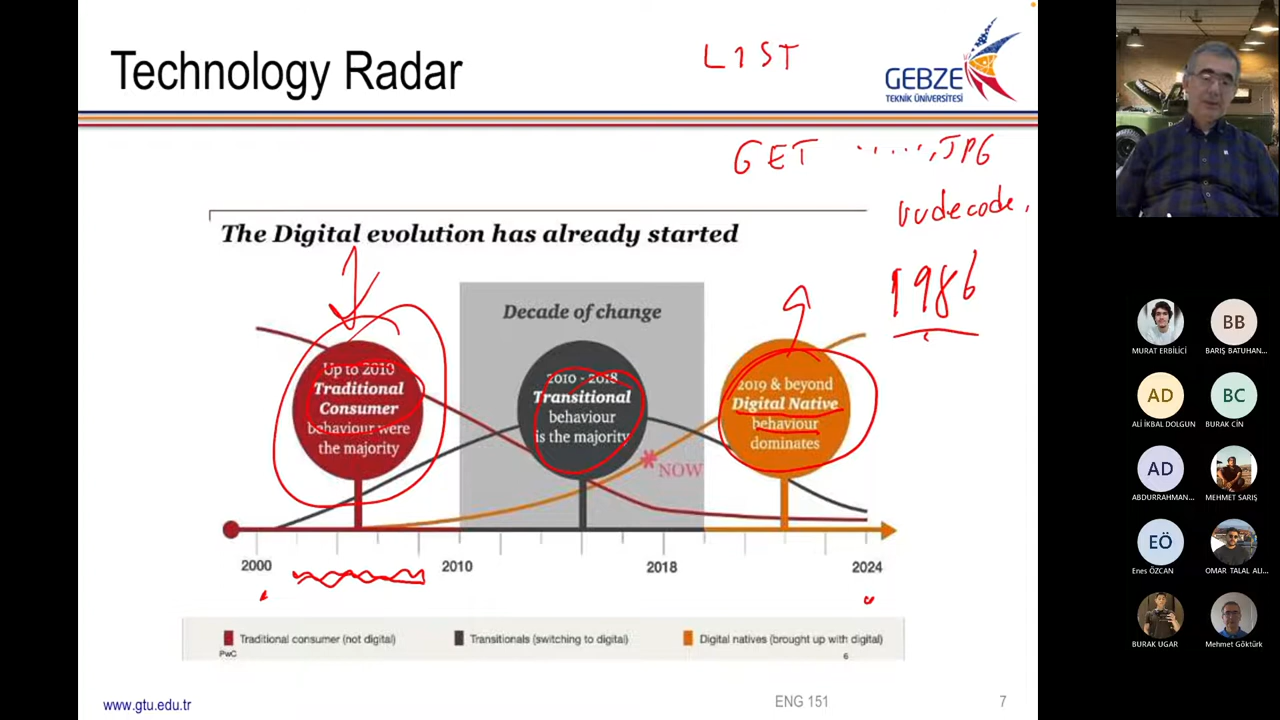 Technology Radar
LIST
GEBZE
TEKNİK ÜNİVERSİTESİ
GET ......, JPG
uudecode,
1986
The Digital evolution has already started
Decade of change
Up to 2010
Traditional
Consumer
behaviour were
the majority
2010 - 2018
Transitional
behaviour
is the majority
2019 & beyond
Digital Native
behaviour
dominates
* NOW
2000
2010
2018
2024
Traditional consumer (not digital)
Transitionals (switching to digital)
Digital natives (brought up with digital)
PwC
6
www.gtu.edu.tr
ENG 151
7
MURAT ERBİLİCİ
BB
BARIŞ BATUHAN...
AD
ALİ İKBAL DOLGUN
BC
BURAK CİN
AD
ABDURRAHMAN...
MEHMET SARIŞ
EÖ
Enes ÖZCAN
OMAR TALAL ALI...
BURAK UGAR
Mehmet Göktürk